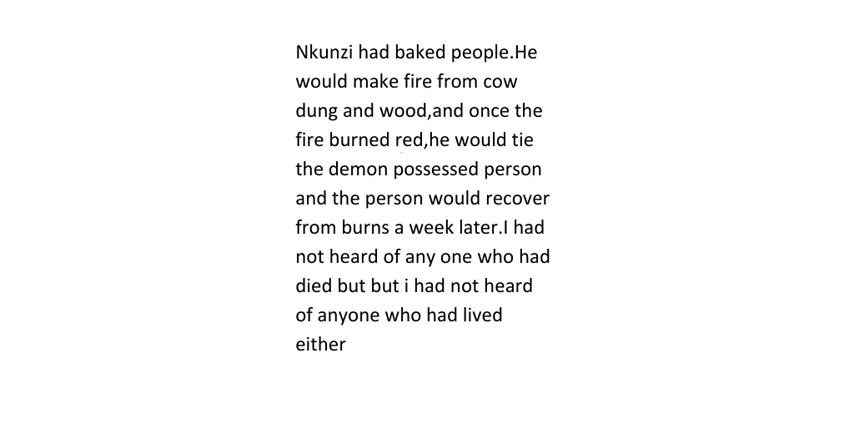 Nkunzi had baked people.He
would make fire from cow
dung and wood,and once the
fire burned red,he would tie
the demon possessed person
and the person would recover
from burns a week later.I had
not heard of any one who had
died but but i had not heard
of anyone who had lived
either